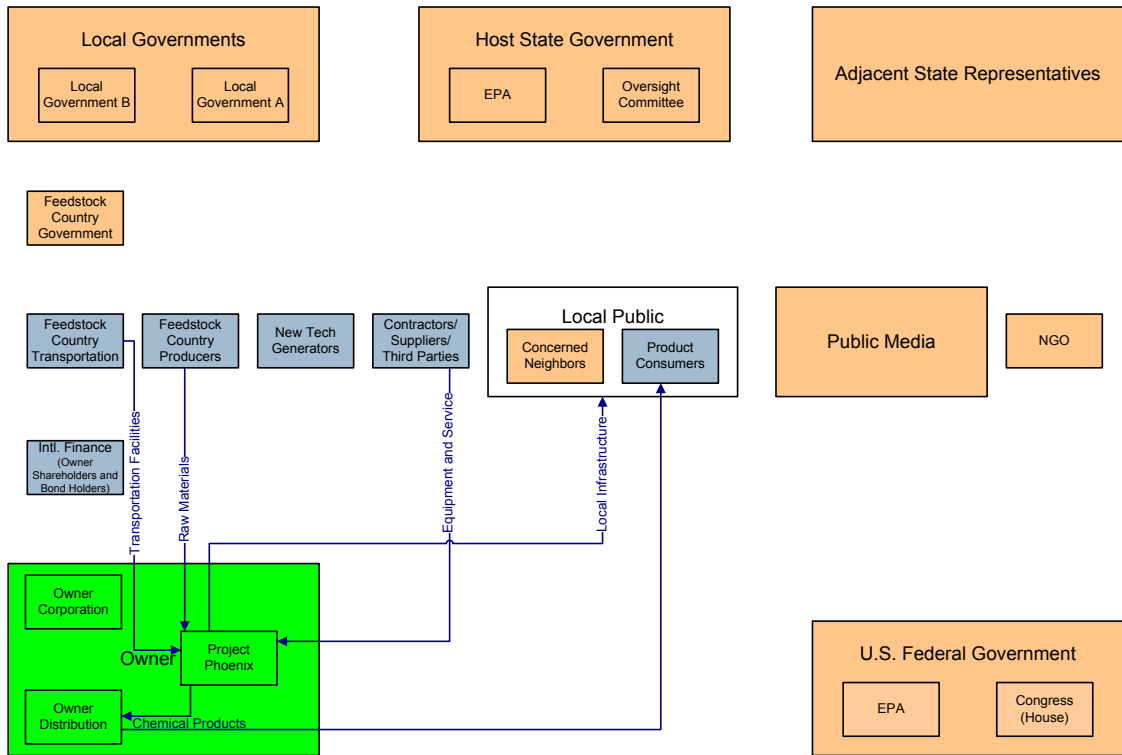 Local Governments
Local
Government B
Local
Government A
Host State Government
EPA
Oversight
Committee
Adjacent State Representatives
Feedstock
Country
Government
Feedstock
Country
Transportation
Feedstock
Country
Producers
New Tech
Generators
Contractors/
Suppliers/
Third Parties
Local Public
Concerned
Neighbors
Product
Consumers
Public Media
NGO
Intl. Finance
(Owner
Shareholders and
Bond Holders)
Transportation Facilities
Raw Materials
Equipment and Service
Local Infrastructure
Owner
Corporation
Owner
Project
Phoenix
Owner
Distribution
Chemical Products
U.S. Federal Government
EPA
Congress
(House)